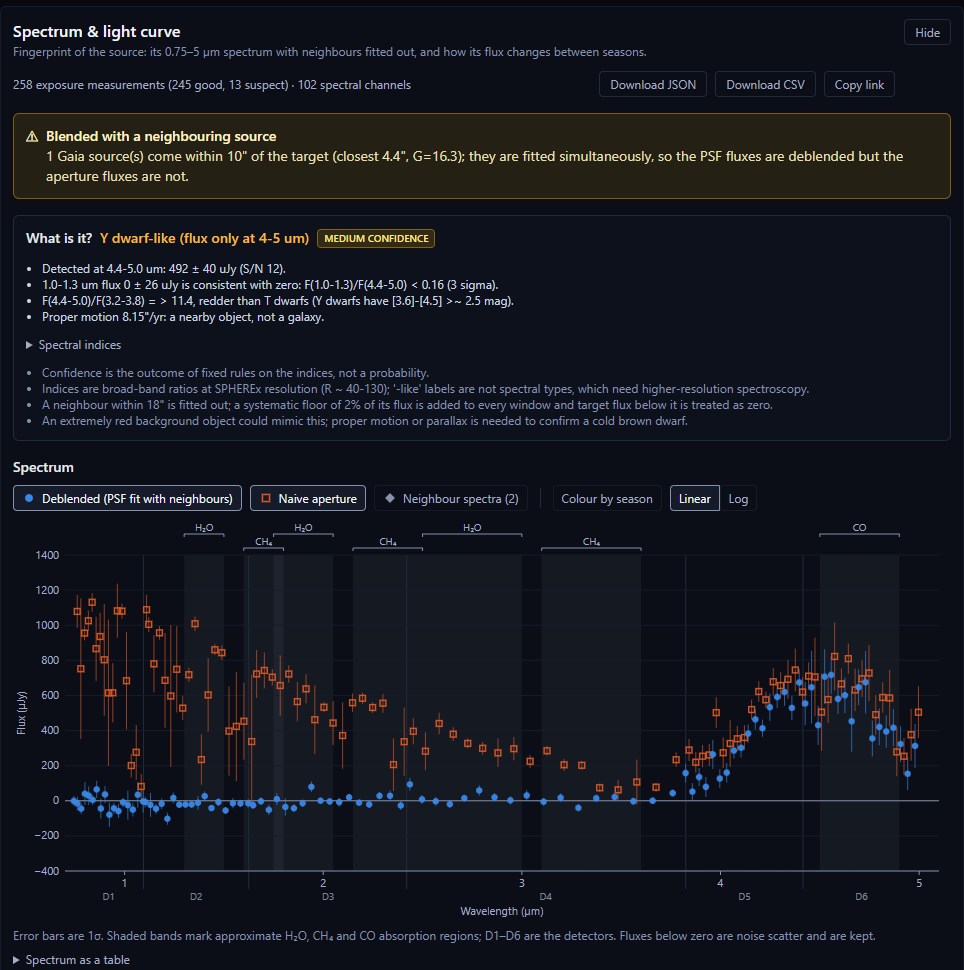 Spectrum & light curve
Hide
Fingerprint of the source: its 0.75–5 μm spectrum with neighbours fitted out, and how its flux changes between seasons.
258 exposure measurements (245 good, 13 suspect) · 102 spectral channels
Download JSON
Download CSV
Copy link
⚠ Blended with a neighbouring source
1 Gaia source(s) come within 10" of the target (closest 4.4", G=16.3); they are fitted simultaneously, so the PSF fluxes are deblended but the
aperture fluxes are not.
What is it? Y dwarf-like (flux only at 4-5 um) MEDIUM CONFIDENCE
• Detected at 4.4-5.0 um: 492 ± 40 uJy (S/N 12).
• 1.0-1.3 um flux 0 ± 26 uJy is consistent with zero: F(1.0-1.3)/F(4.4-5.0) < 0.16 (3 sigma).
• F(4.4-5.0)/F(3.2-3.8) = > 11.4, redder than T dwarfs (Y dwarfs have [3.6]-[4.5] >~ 2.5 mag).
• Proper motion 8.15"/yr: a nearby object, not a galaxy.
▶ Spectral indices
• Confidence is the outcome of fixed rules on the indices, not a probability.
• Indices are broad-band ratios at SPHEREx resolution (R ~ 40-130); '-like' labels are not spectral types, which need higher-resolution spectroscopy.
• A neighbour within 18" is fitted out; a systematic floor of 2% of its flux is added to every window and target flux below it is treated as zero.
• An extremely red background object could mimic this; proper motion or parallax is needed to confirm a cold brown dwarf.
Spectrum
Deblended (PSF fit with neighbours)
Naive aperture
Neighbour spectra (2)
Colour by season
Linear
Log
H₂O
H₂O
H₂O
CO
CH₄
CH₄
CH₄
1400
1200
1000
800
600
400
200
0
−200
−400
Flux (μJy)
1
2
3
4
5
D1
D2
D3
D4
D5
D6
Wavelength (μm)
Error bars are 1σ. Shaded bands mark approximate H₂O, CH₄ and CO absorption regions; D1–D6 are the detectors. Fluxes below zero are noise scatter and are kept.
▶ Spectrum as a table